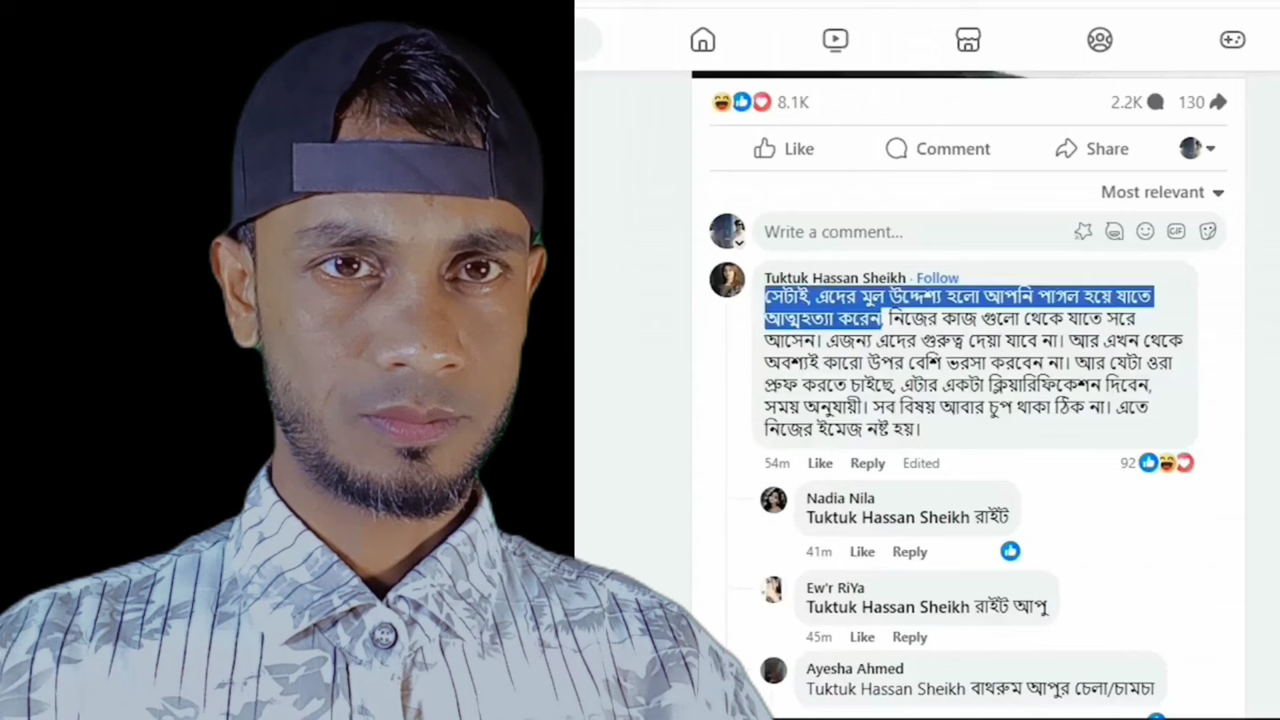 8.1K
2.2K
130
Like
Comment
Share
Most relevant
Write a comment...
GIF
Tuktuk Hassan Sheikh · Follow
সেটাই, এদের মুল উদ্দেশ্য হলো আপনি পাগল হয়ে যাতে
আত্মহত্যা করেন, নিজের কাজ গুলো থেকে যাতে সরে
আসেন। এজন্য এদের গুরুত্ব দেয়া যাবে না। আর এখন থেকে
অবশ্যই কারো উপর বেশি ভরসা করবেন না। আর যেটা ওরা
প্রুফ করতে চাইছে, এটার একটা ক্লিয়ারিফিকেশন দিবেন,
সময় অনুযায়ী। সব বিষয় আবার চুপ থাকা ঠিক না। এতে
নিজের ইমেজ নষ্ট হয়।
54m Like Reply Edited 92
Nadia Nila
Tuktuk Hassan Sheikh রাইট
41m Like Reply
Ew'r RiYa
Tuktuk Hassan Sheikh রাইট আপু
45m Like Reply
Ayesha Ahmed
Tuktuk Hassan Sheikh বাথরুম আপুর চেলা/চামচা